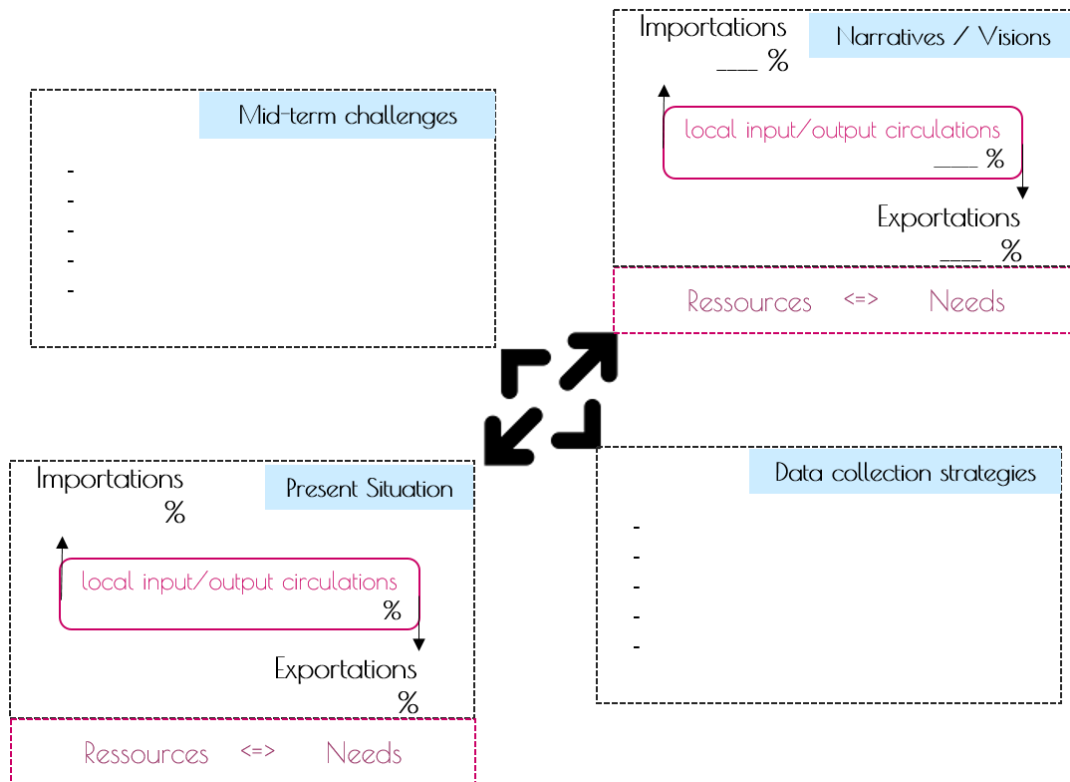 Mid-term challenges
-
-
-
-
-
Importations
____ %
Narratives / Visions
local input/output circulations
____ %
Exportations
____ %
Ressources <=> Needs
Importations
%
Present Situation
local input/output circulations
%
Exportations
%
Ressources <=> Needs
Data collection strategies
-
-
-
-
-